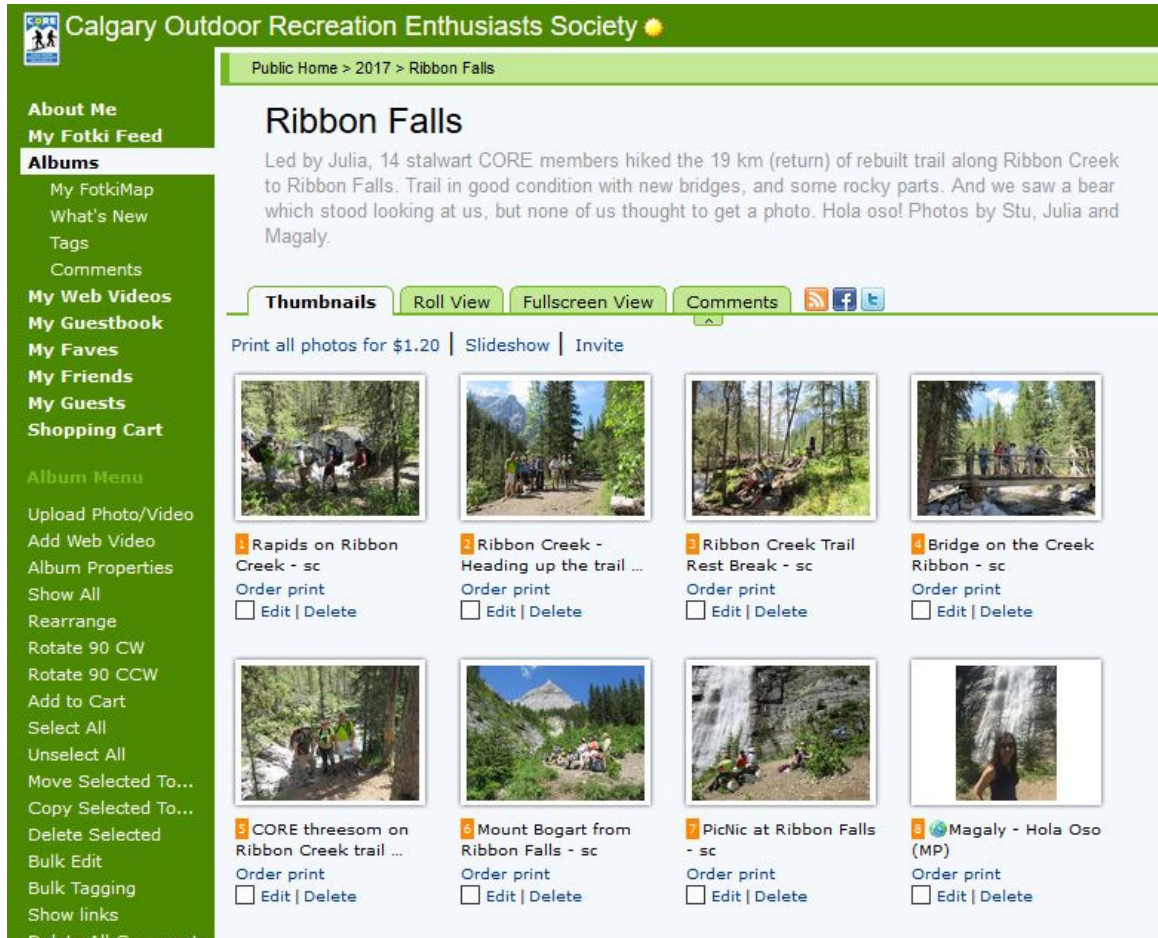 CORE
Calgary Outdoor Recreation Enthusiasts Society
Public Home > 2017 > Ribbon Falls
About Me
My Fotki Feed
Albums
My FotkiMap
What's New
Tags
Comments
My Web Videos
My Guestbook
My Faves
My Friends
My Guests
Shopping Cart
Album Menu
Upload Photo/Video
Add Web Video
Album Properties
Show All
Rearrange
Rotate 90 CW
Rotate 90 CCW
Add to Cart
Select All
Unselect All
Move Selected To...
Copy Selected To...
Delete Selected
Bulk Edit
Bulk Tagging
Show links
Ribbon Falls
Led by Julia, 14 stalwart CORE members hiked the 19 km (return) of rebuilt trail along Ribbon Creek
to Ribbon Falls. Trail in good condition with new bridges, and some rocky parts. And we saw a bear
which stood looking at us, but none of us thought to get a photo. Hola oso! Photos by Stu, Julia and
Magaly.
Thumbnails Roll View Fullscreen View Comments
Print all photos for $1.20 | Slideshow | Invite
1 Rapids on Ribbon
Creek - sc
Order print
Edit | Delete
2 Ribbon Creek -
Heading up the trail ...
Order print
Edit | Delete
3 Ribbon Creek Trail
Rest Break - sc
Order print
Edit | Delete
4 Bridge on the Creek
Ribbon - sc
Order print
Edit | Delete
5 CORE threesom on
Ribbon Creek trail ...
Order print
Edit | Delete
6 Mount Bogart from
Ribbon Falls - sc
Order print
Edit | Delete
7 PicNic at Ribbon Falls
- sc
Order print
Edit | Delete
8 Magaly - Hola Oso
(MP)
Order print
Edit | Delete